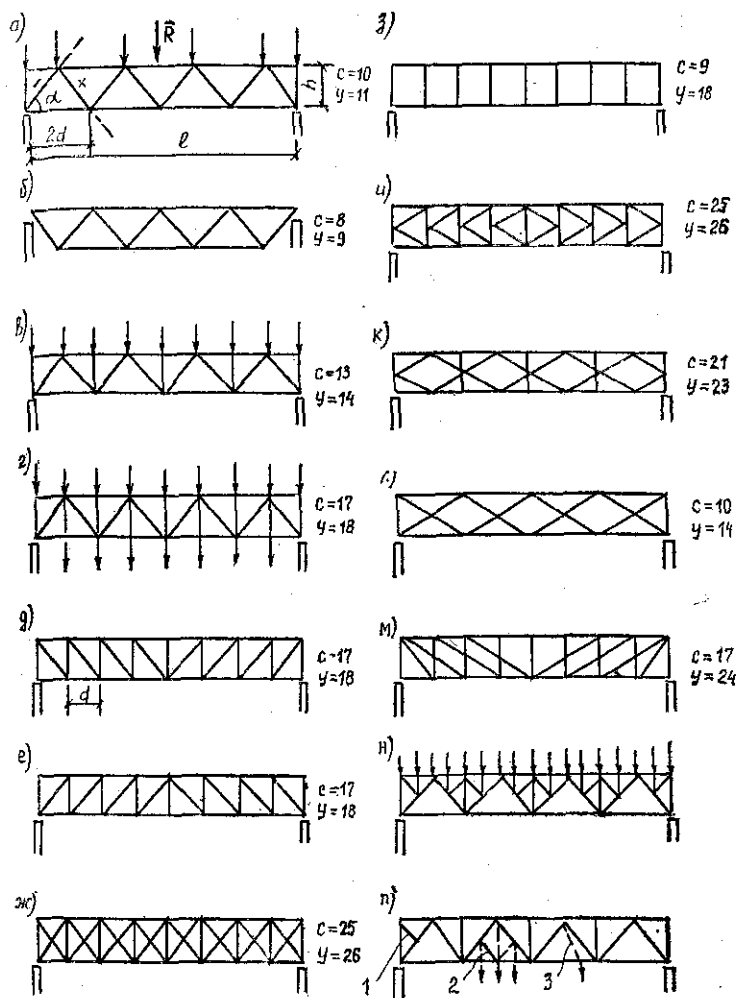 а)
R
C=10
y=11
h
x
α
2d
l
б)
C=8
y=9
в)
C=13
y=14
г)
C=17
y=18
д)
C=17
y=18
d
е)
C=17
y=18
ж)
C=25
y=26
з)
C=9
y=18
и)
C=25
y=26
к)
C=21
y=23
C=10
y=14
м)
C=17
y=24
н)
п)
1
2
3